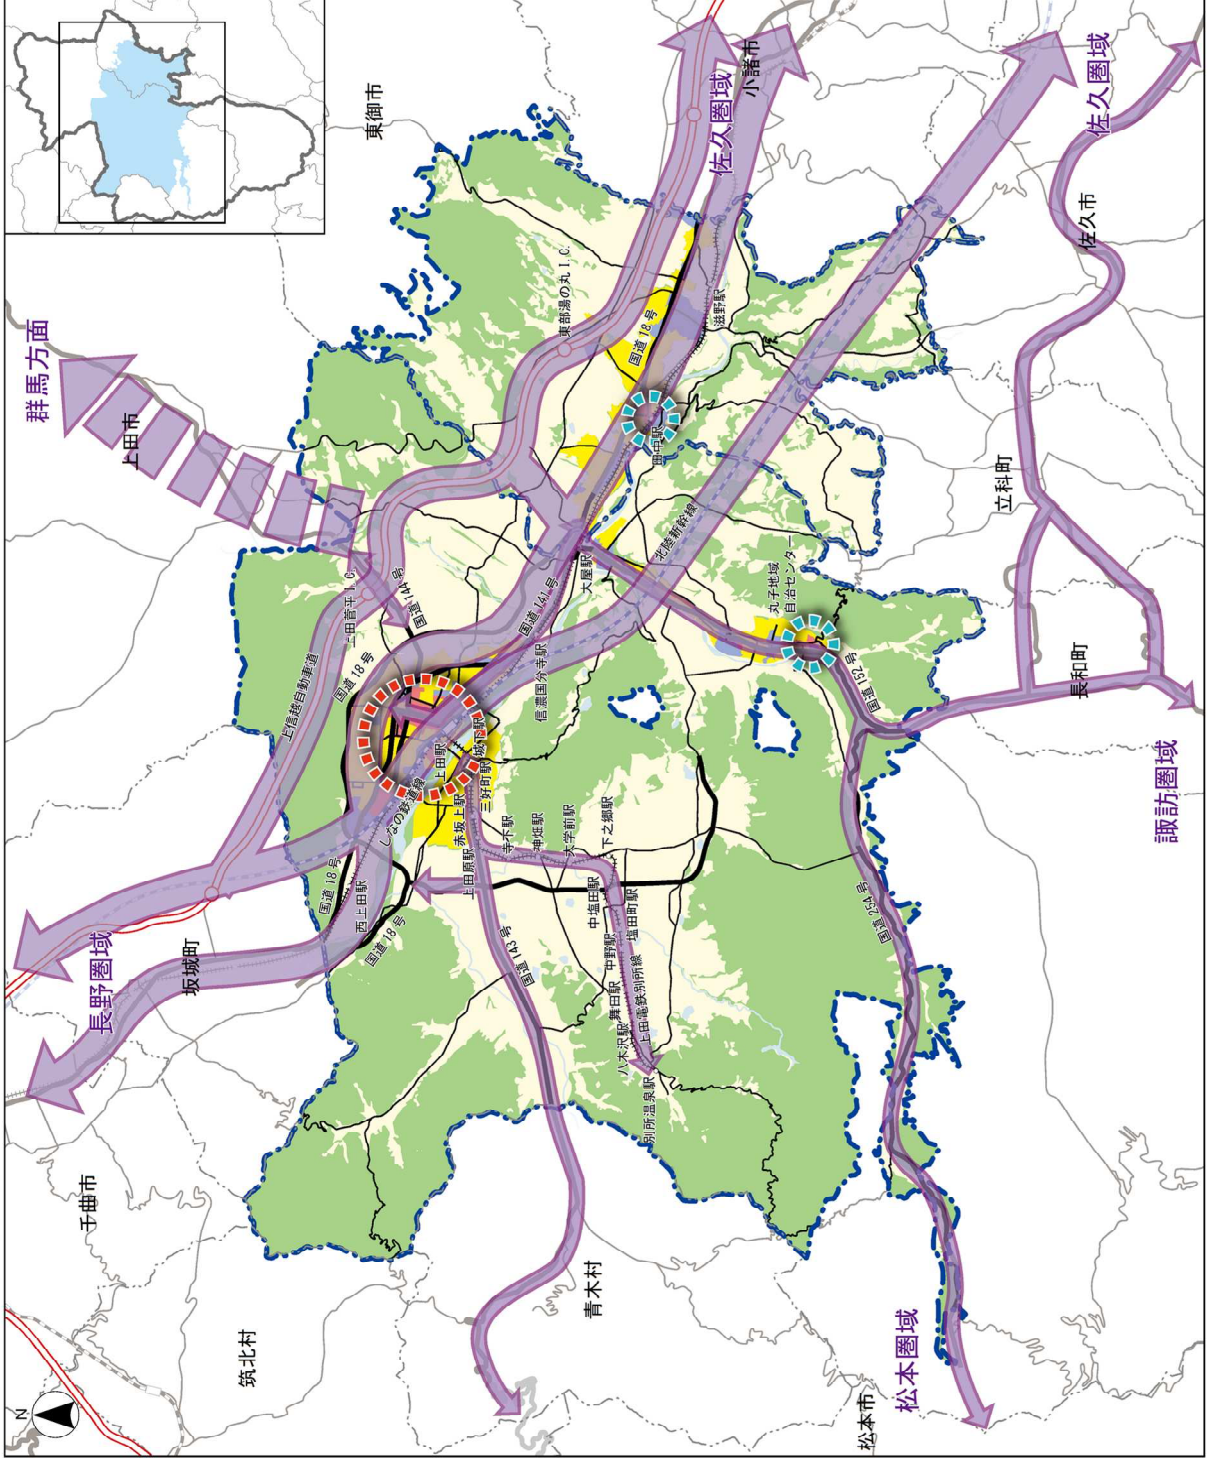 N
筑北村
千曲市
坂城町
長野圏域
上田市
群馬方面
東御市
佐久圏域
小諸市
佐久圏域
佐久市
立科町
長和町
諏訪圏域
青木村
松本市
松本圏域
上信越自動車道
上田菅平 I.C.
国道 144号
国道 18号
国道 18号
西上田駅
国道 18号
しなの鉄道線
上田駅
城下駅
三好町駅
赤坂上駅
上田原駅
寺下駅
神畑駅
大学前駅
下之郷駅
中塩田駅
塩田町駅
中野駅
舞田駅
八木沢駅
別所温泉駅
上田電鉄別所線
国道 143号
信濃国分寺駅
国道 141号
大屋駅
北陸新幹線
東部湯の丸 I.C.
国道 18号
田中駅
滋野駅
丸子地域
自治センター
国道 152号
国道 254号